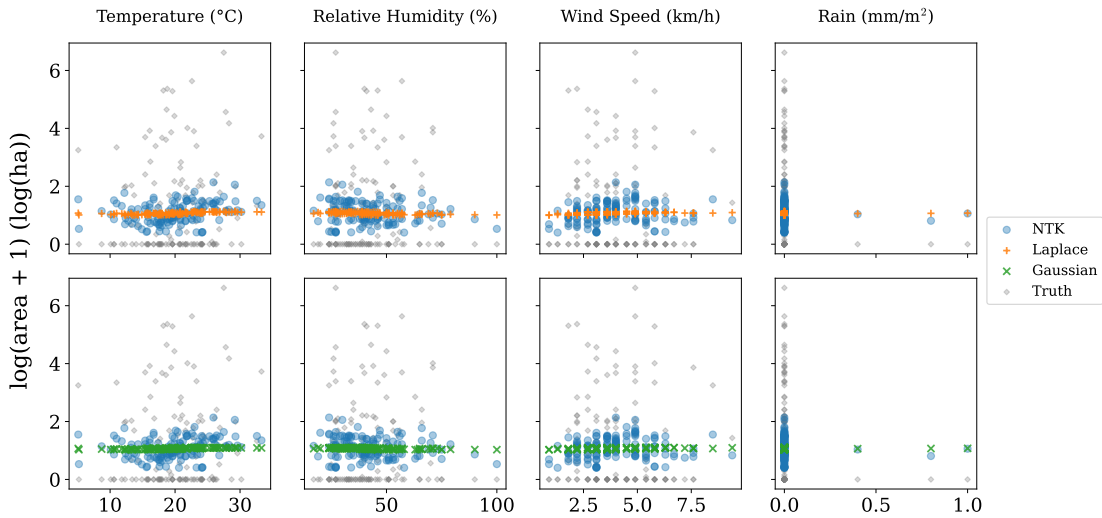 Temperature (°C) Relative Humidity (%) Wind Speed (km/h) Rain (mm/m²)
log(area + 1) (log(ha))
6
4
2
0
6
4
2
0
10 20 30 50 100 2.5 5.0 7.5 0.0 0.5 1.0
NTK
Laplace
Gaussian
Truth